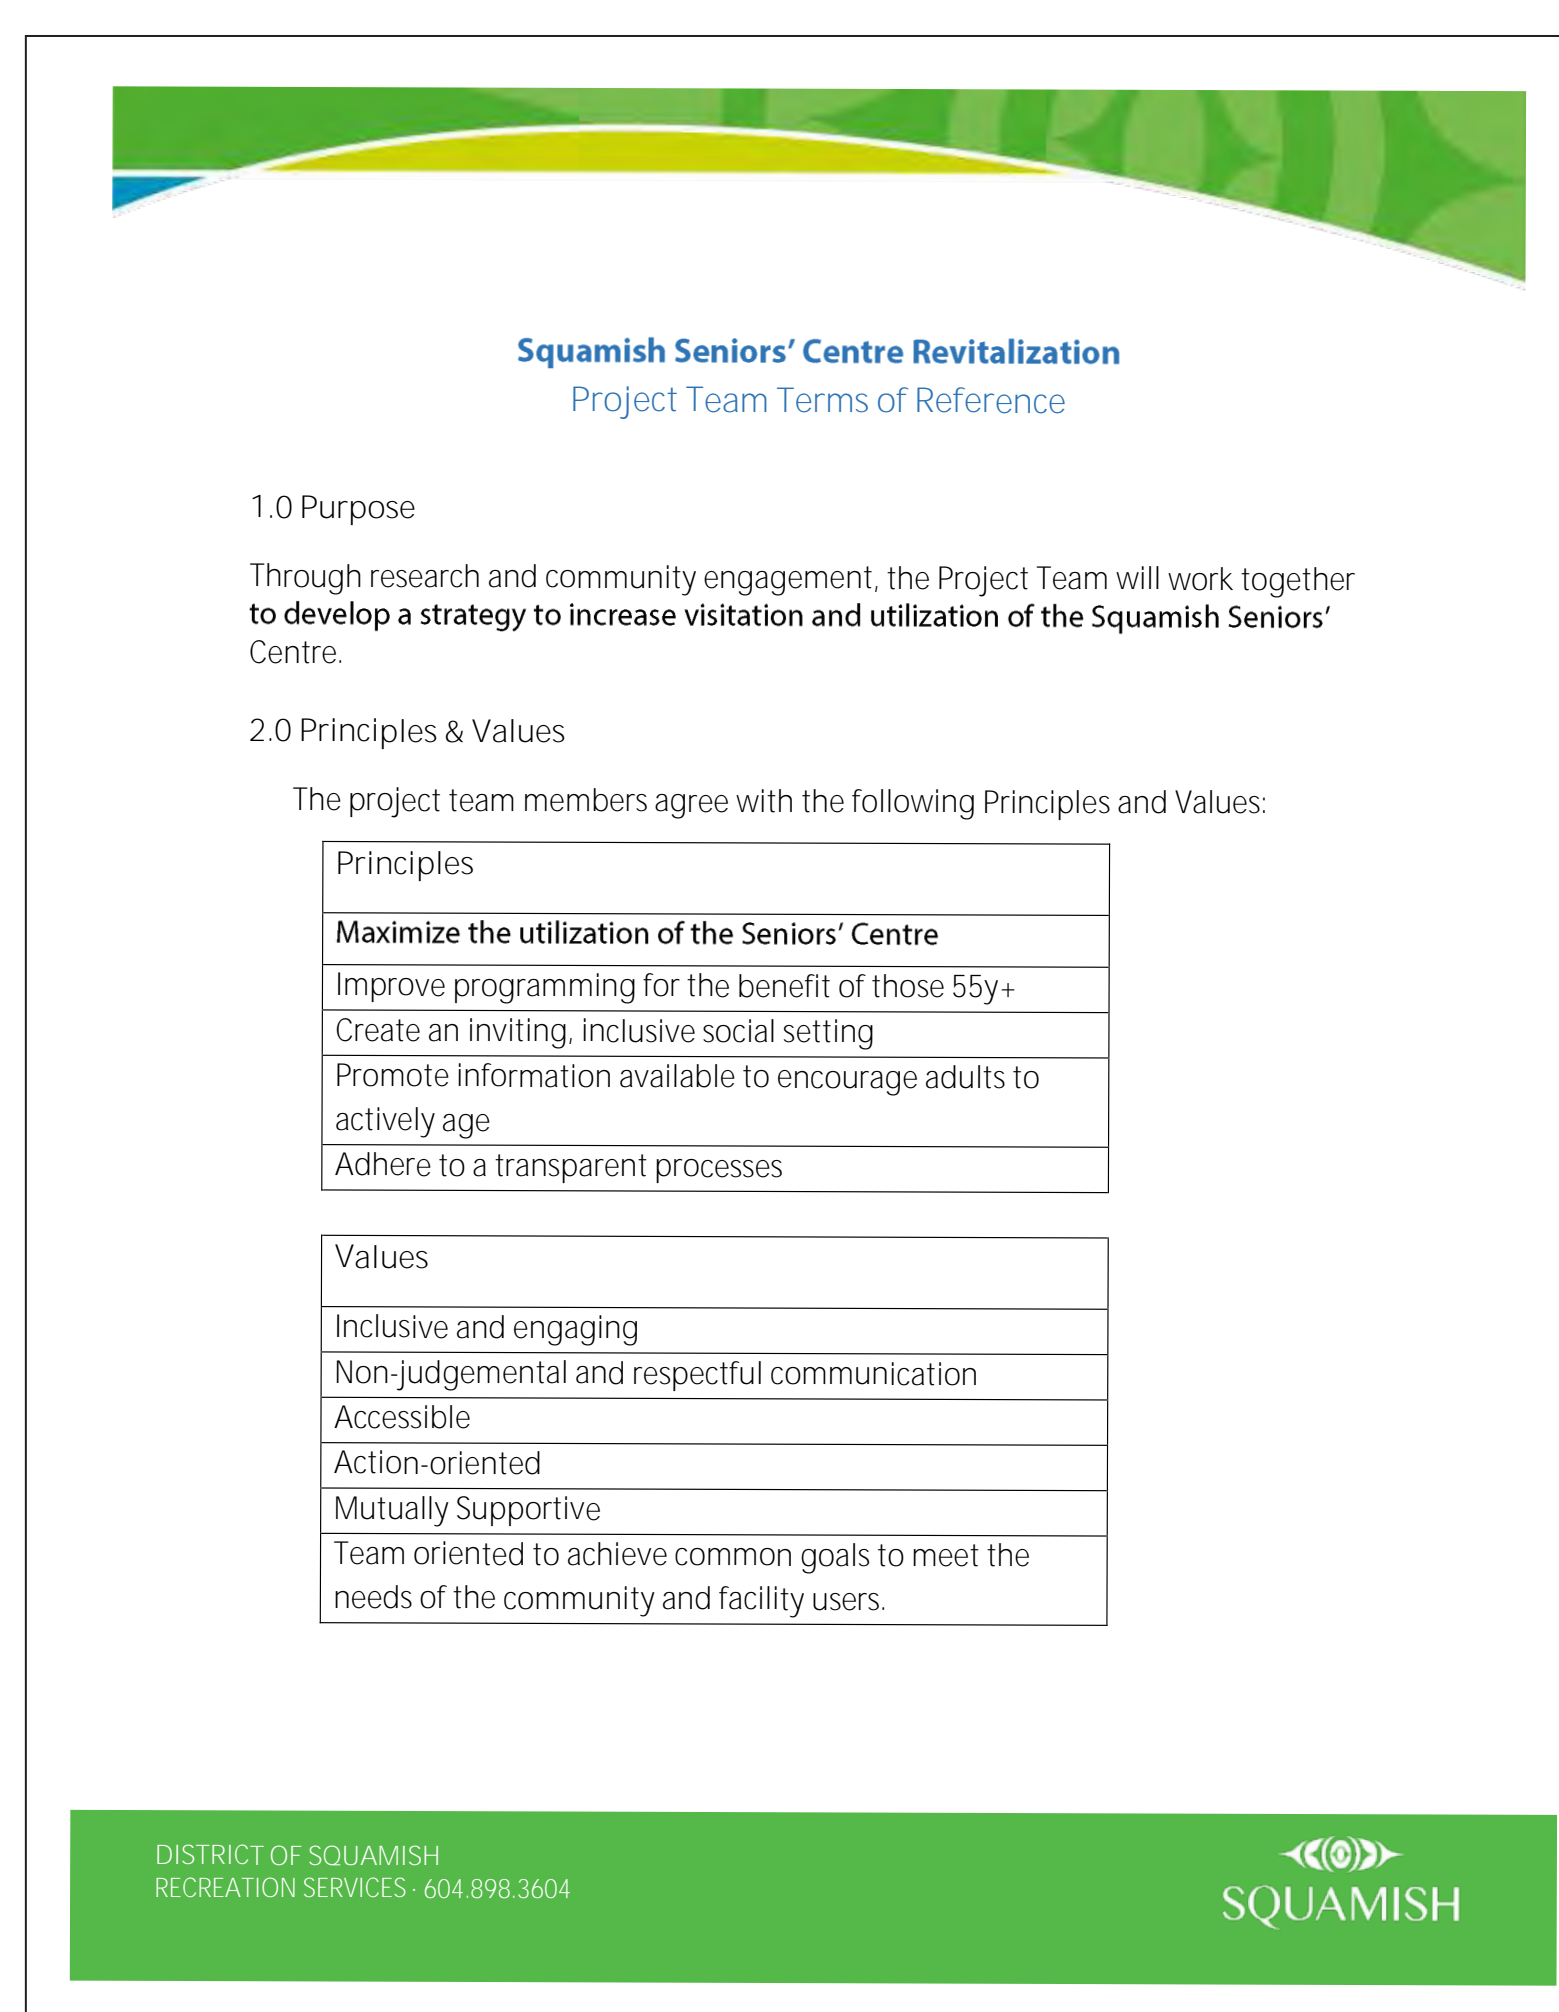 Squamish Seniors’ Centre Revitalization
Project Team Terms of Reference
1.0 Purpose
Through research and community engagement, the Project Team will work together
to develop a strategy to increase visitation and utilization of the Squamish Seniors’
Centre.
2.0 Principles & Values
The project team members agree with the following Principles and Values:
Principles
Maximize the utilization of the Seniors’ Centre
Improve programming for the benefit of those 55y+
Create an inviting, inclusive social setting
Promote information available to encourage adults to
actively age
Adhere to a transparent processes
Values
Inclusive and engaging
Non-judgemental and respectful communication
Accessible
Action-oriented
Mutually Supportive
Team oriented to achieve common goals to meet the
needs of the community and facility users.
DISTRICT OF SQUAMISH
RECREATION SERVICES · 604.898.3604
SQUAMISH